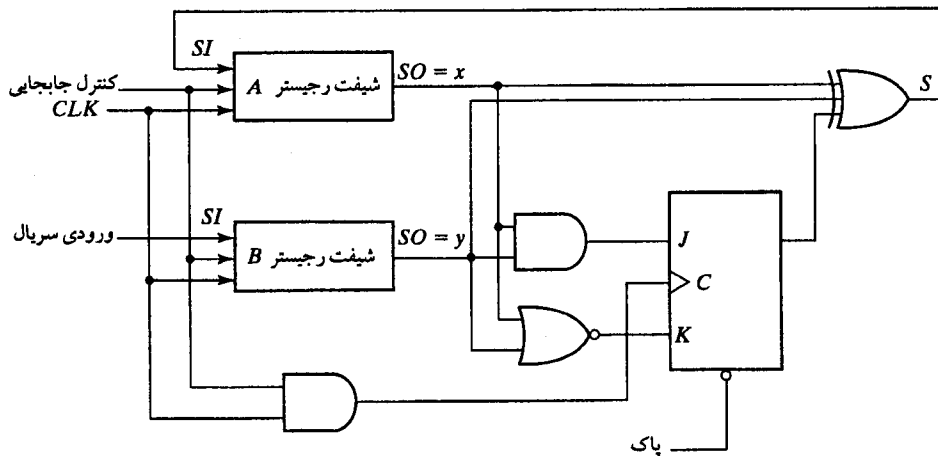 SI
شیفت رجیستر A
SO = x
S
کنترل جابجایی
CLK
SI
ورودی سریال
شیفت رجیستر B
SO = y
J
C
K
پاک